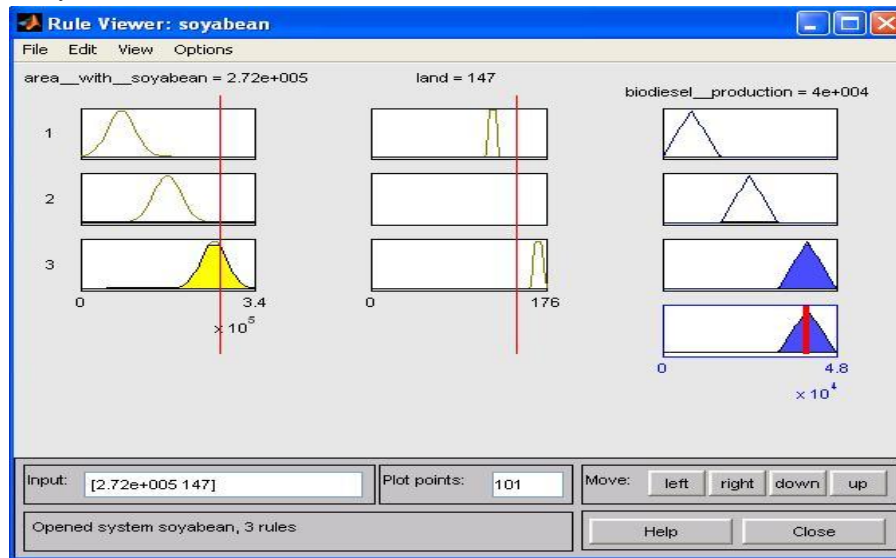 Rule Viewer: soyabean
File Edit View Options
area__with__soyabean = 2.72e+005
land = 147
biodiesel__production = 4e+004
1
2
3
0 3.4
x 10^5
0 176
0 4.8
x 10^4
Input: [2.72e+005 147]
Plot points: 101
Move: left right down up
Opened system soyabean, 3 rules
Help Close